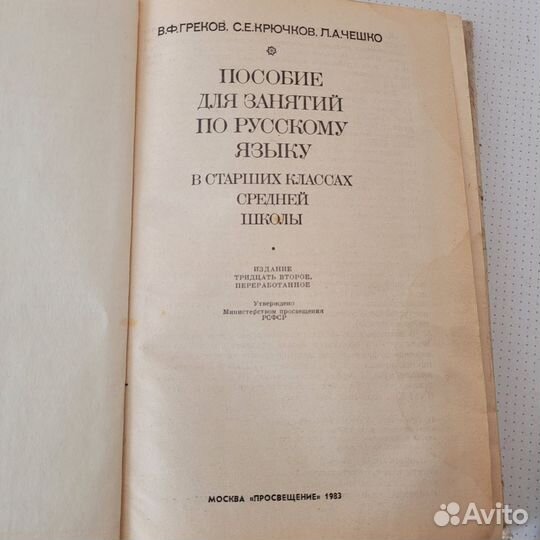 В.Ф.ГРЕКОВ, С.Е.КРЮЧКОВ, Л.А.ЧЕШКО
ПОСОБИЕ
ДЛЯ ЗАНЯТИЙ
ПО РУССКОМУ
ЯЗЫКУ
В СТАРШИХ КЛАССАХ
СРЕДНЕЙ
ШКОЛЫ
ИЗДАНИЕ
ТРИДЦАТЬ ВТОРОЕ,
ПЕРЕРАБОТАННОЕ
Утверждено
Министерством просвещения
РСФСР
МОСКВА «ПРОСВЕЩЕНИЕ» 1983
Avito